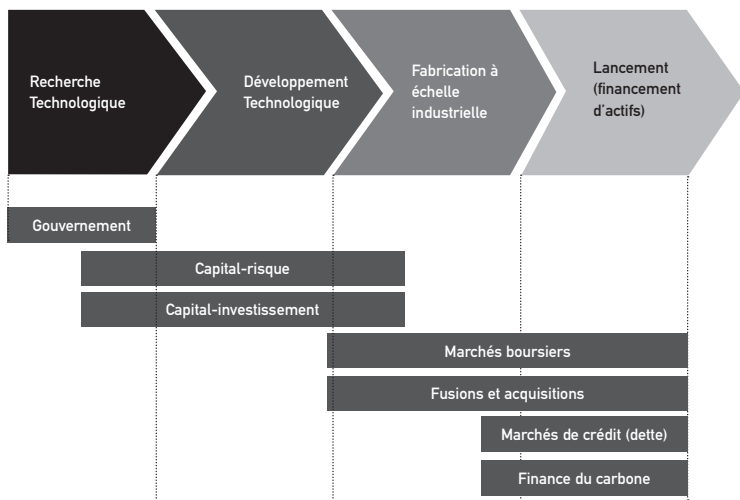 Recherche
Technologique
Développement
Technologique
Fabrication à
échelle
industrielle
Lancement
(financement
d'actifs)
Gouvernement
Capital-risque
Capital-investissement
Marchés boursiers
Fusions et acquisitions
Marchés de crédit (dette)
Finance du carbone